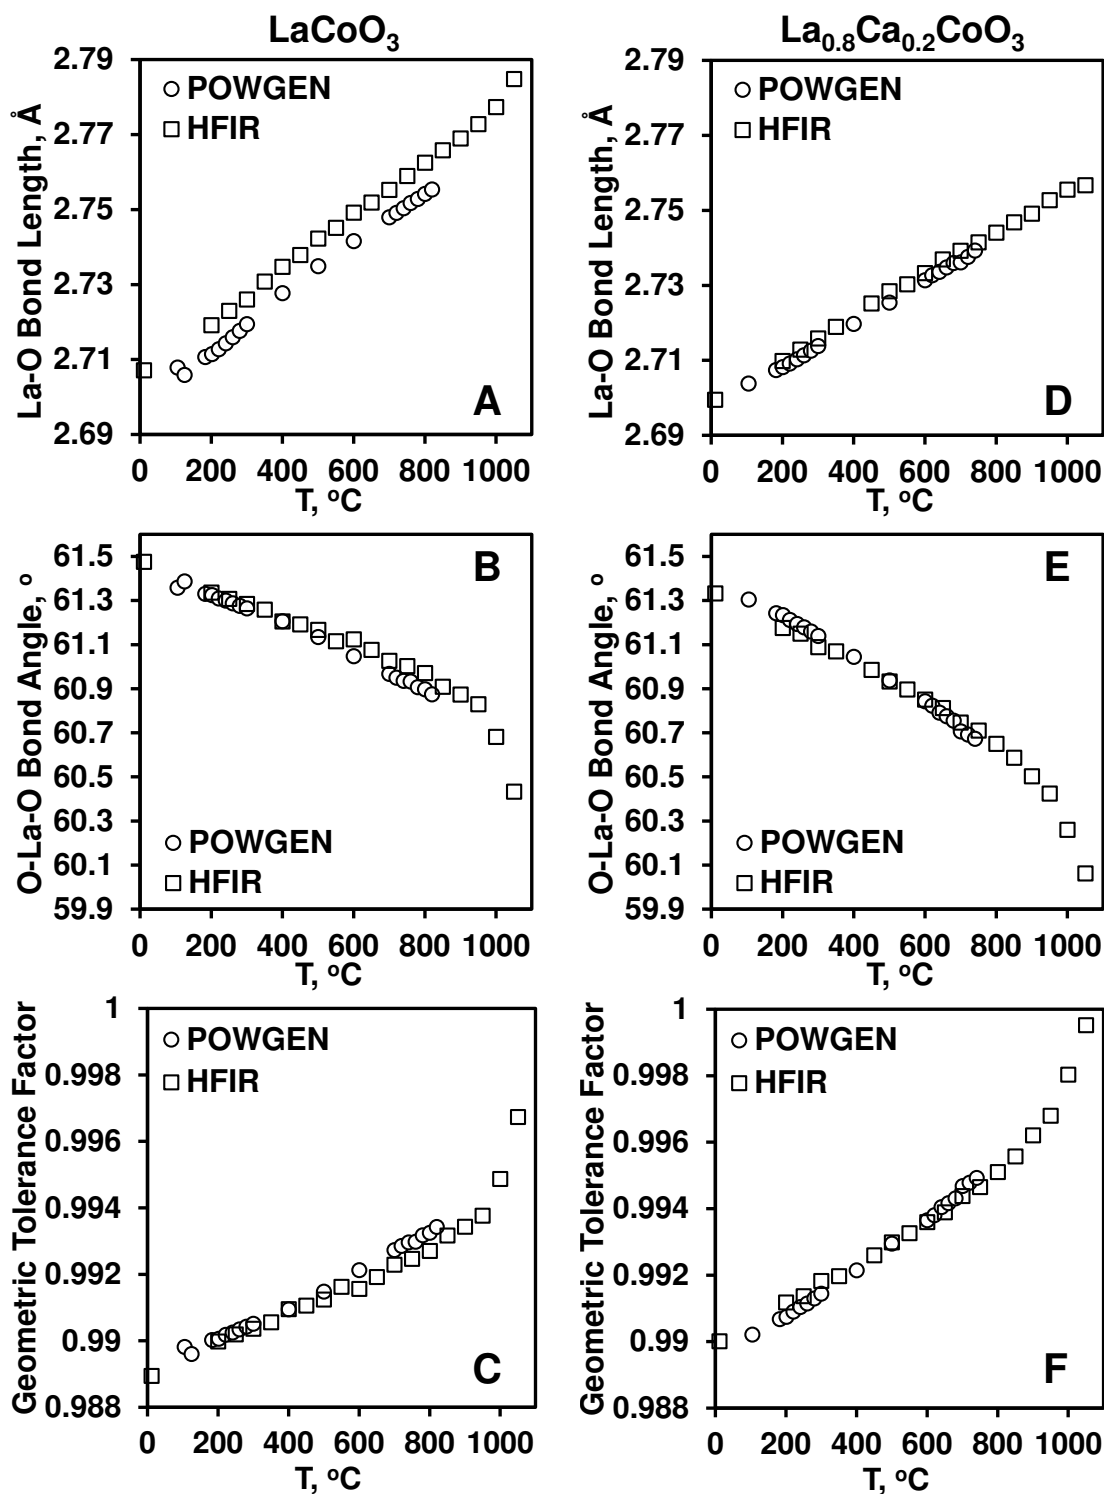 LaCoO3
La-O Bond Length, Å
2.79
2.77
2.75
2.73
2.71
2.69
POWGEN
HFIR
A
0 200 400 600 800 1000
T, °C
La0.8Ca0.2CoO3
La-O Bond Length, Å
2.79
2.77
2.75
2.73
2.71
2.69
POWGEN
HFIR
D
0 200 400 600 800 1000
T, °C
O-La-O Bond Angle, °
61.5
61.3
61.1
60.9
60.7
60.5
60.3
60.1
59.9
B
POWGEN
HFIR
0 200 400 600 800 1000
T, °C
O-La-O Bond Angle, °
61.5
61.3
61.1
60.9
60.7
60.5
60.3
60.1
59.9
E
POWGEN
HFIR
0 200 400 600 800 1000
T, °C
Geometric Tolerance Factor
1
0.998
0.996
0.994
0.992
0.99
0.988
POWGEN
HFIR
C
0 200 400 600 800 1000
T, °C
Geometric Tolerance Factor
1
0.998
0.996
0.994
0.992
0.99
0.988
POWGEN
HFIR
F
0 200 400 600 800 1000
T, °C